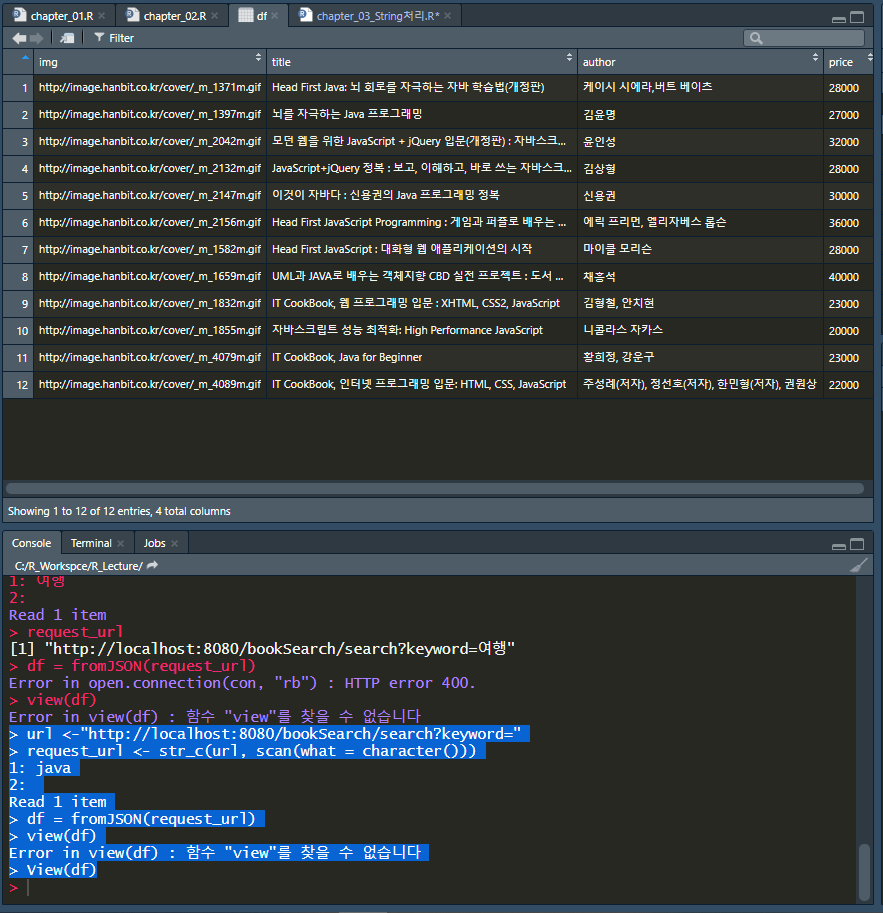 chapter_01.R × chapter_02.R × df × chapter_03_String처리.R* ×
Filter
img title author price
1 http://image.hanbit.co.kr/cover/_m_1371m.gif Head First Java: 뇌 회로를 자극하는 자바 학습법(개정판) 케이시 시에라,버트 베이츠 28000
2 http://image.hanbit.co.kr/cover/_m_1397m.gif 뇌를 자극하는 Java 프로그래밍 김윤명 27000
3 http://image.hanbit.co.kr/cover/_m_2042m.gif 모던 웹을 위한 JavaScript + jQuery 입문(개정판) : 자바스크... 윤인성 32000
4 http://image.hanbit.co.kr/cover/_m_2132m.gif JavaScript+jQuery 정복 : 보고, 이해하고, 바로 쓰는 자바스크... 김상형 28000
5 http://image.hanbit.co.kr/cover/_m_2147m.gif 이것이 자바다 : 신용권의 Java 프로그래밍 정복 신용권 30000
6 http://image.hanbit.co.kr/cover/_m_2156m.gif Head First JavaScript Programming : 게임과 퍼즐로 배우는 ... 에릭 프리먼, 엘리자베스 롭슨 36000
7 http://image.hanbit.co.kr/cover/_m_1582m.gif Head First JavaScript : 대화형 웹 애플리케이션의 시작 마이클 모리슨 28000
8 http://image.hanbit.co.kr/cover/_m_1659m.gif UML과 JAVA로 배우는 객체지향 CBD 실전 프로젝트 : 도서 ... 채흥석 40000
9 http://image.hanbit.co.kr/cover/_m_1832m.gif IT CookBook, 웹 프로그래밍 입문 : XHTML, CSS2, JavaScript 김형철, 안치현 23000
10 http://image.hanbit.co.kr/cover/_m_1855m.gif 자바스크립트 성능 최적화: High Performance JavaScript 니콜라스 자카스 20000
11 http://image.hanbit.co.kr/cover/_m_4079m.gif IT CookBook, Java for Beginner 황희정, 강운구 23000
12 http://image.hanbit.co.kr/cover/_m_4089m.gif IT CookBook, 인터넷 프로그래밍 입문: HTML, CSS, JavaScript 주성례(저자), 정선호(저자), 한민형(저자), 권원상 22000
Showing 1 to 12 of 12 entries, 4 total columns
Console Terminal × Jobs ×
C:/R_Workspce/R_Lecture/
1: 여행
2:
Read 1 item
> request_url
[1] "http://localhost:8080/bookSearch/search?keyword=여행"
> df = fromJSON(request_url)
Error in open.connection(con, "rb") : HTTP error 400.
> view(df)
Error in view(df) : 함수 "view"를 찾을 수 없습니다
> url <-"http://localhost:8080/bookSearch/search?keyword="
> request_url <- str_c(url, scan(what = character()))
1: java
2:
Read 1 item
> df = fromJSON(request_url)
> view(df)
Error in view(df) : 함수 "view"를 찾을 수 없습니다
> View(df)
>